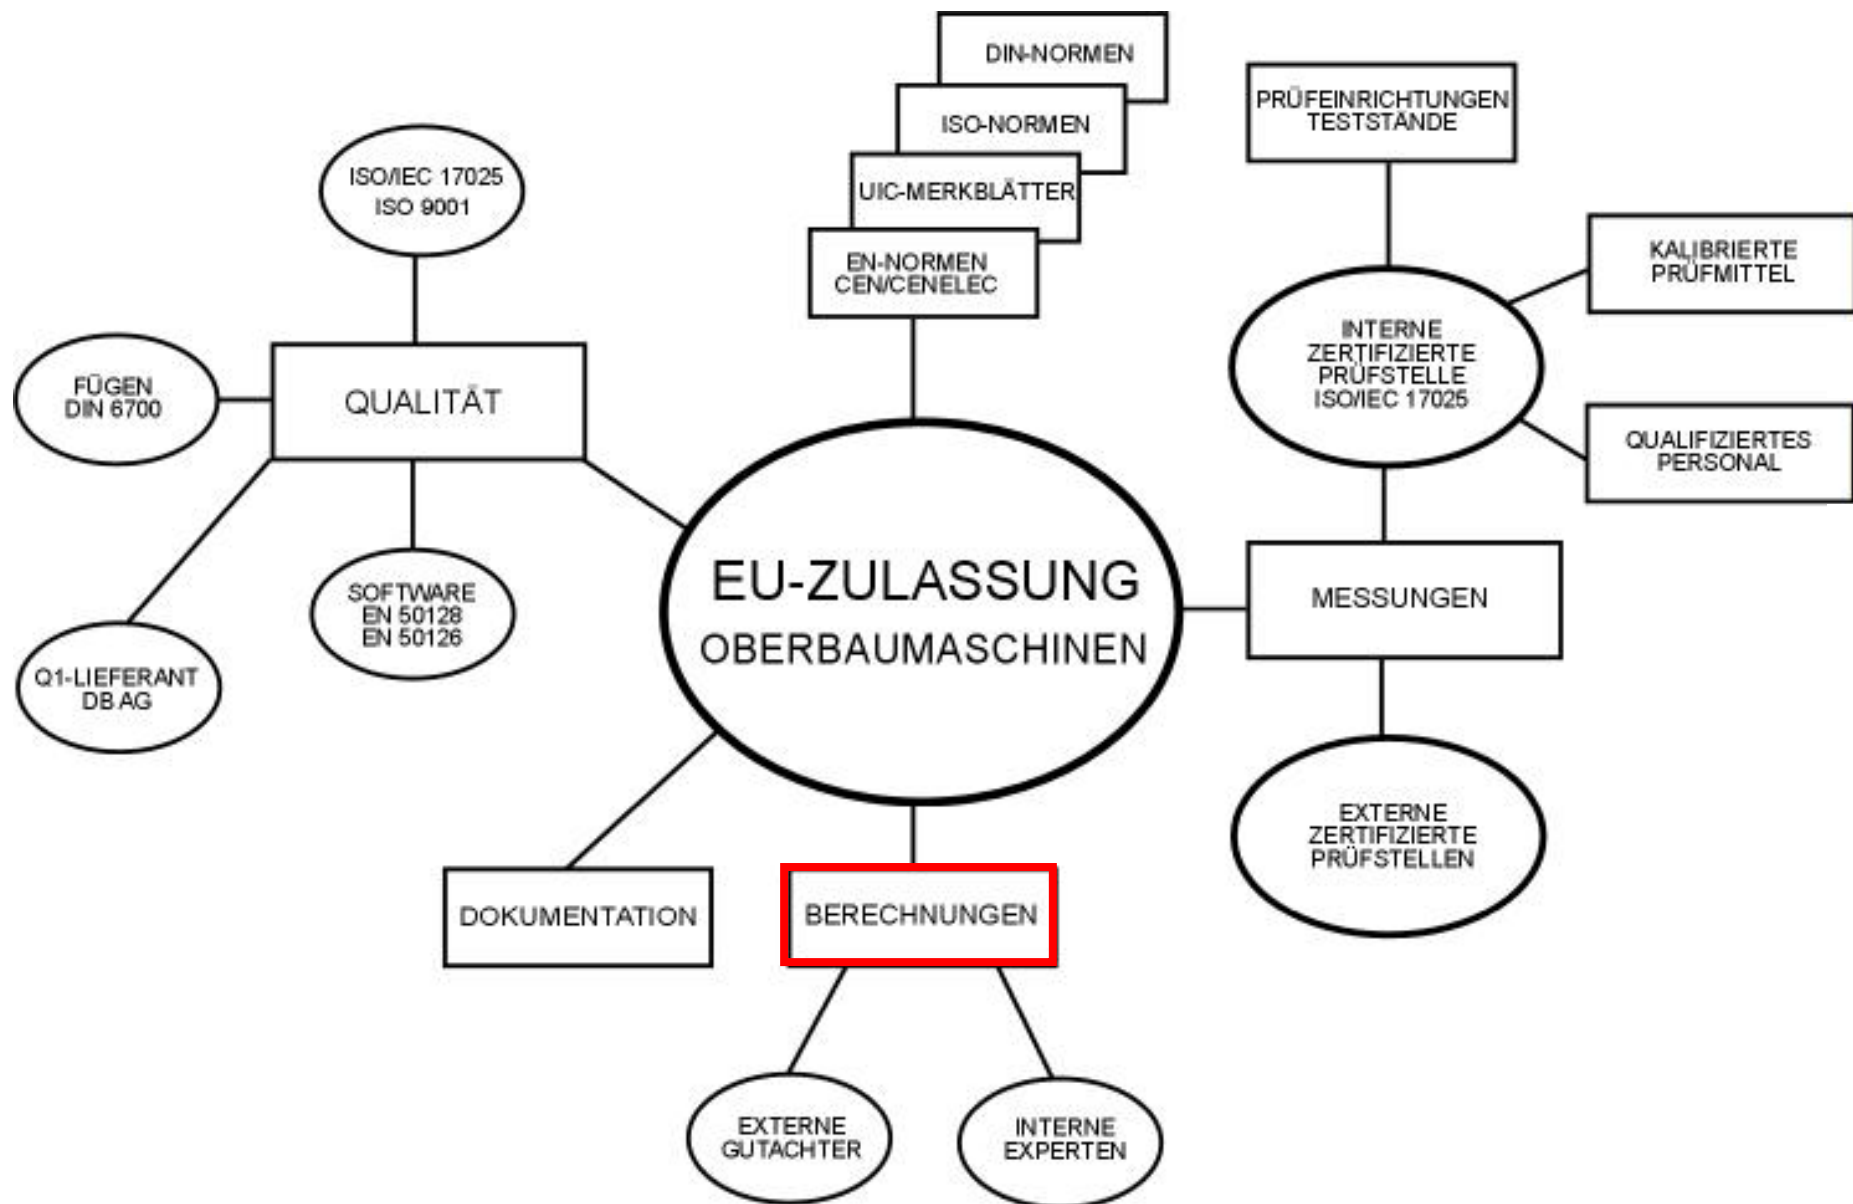 DIN-NORMEN
ISO-NORMEN
UIC-MERKBLÄTTER
EN-NORMEN
CEN/CENELEC
PRÜFEINRICHTUNGEN
TESTSTÄNDE
ISO/IEC 17025
ISO 9001
KALIBRIERTE
PRÜFMITTEL
INTERNE
ZERTIFIZIERTE
PRÜFSTELLE
ISO/IEC 17025
FÜGEN
DIN 6700
QUALITÄT
QUALIFIZIERTES
PERSONAL
EU-ZULASSUNG
OBERBAUMASCHINEN
SOFTWARE
EN 50128
EN 50126
MESSUNGEN
Q1-LIEFERANT
DB AG
EXTERNE
ZERTIFIZIERTE
PRÜFSTELLEN
DOKUMENTATION
BERECHNUNGEN
EXTERNE
GUTACHTER
INTERNE
EXPERTEN